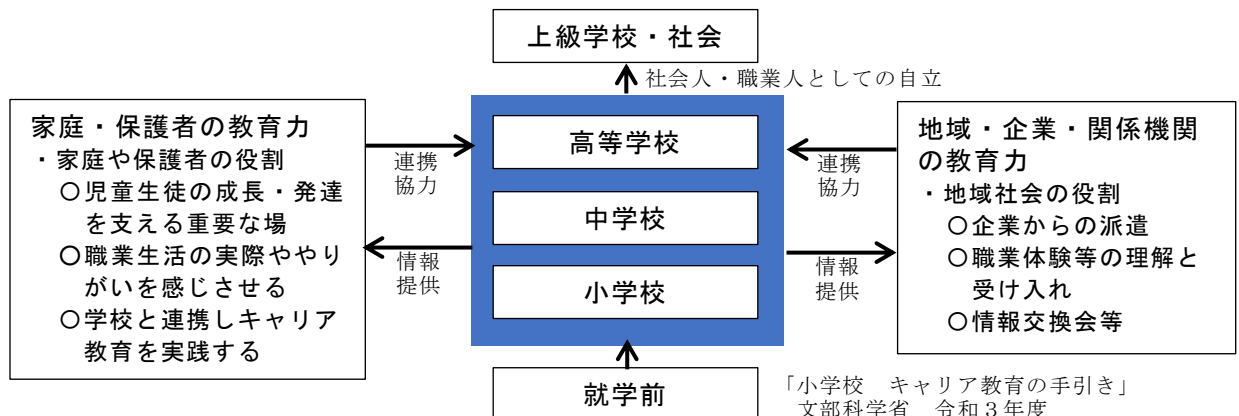 上級学校・社会
社会人・職業人としての自立
家庭・保護者の教育力
・家庭や保護者の役割
〇児童生徒の成長・発達
を支える重要な場
〇職業生活の実際ややり
がいを感じさせる
〇学校と連携しキャリア
教育を実践する
連携
協力
情報
提供
高等学校
中学校
小学校
連携
協力
情報
提供
地域・企業・関係機関
の教育力
・地域社会の役割
〇企業からの派遣
〇職業体験等の理解と
受け入れ
〇情報交換会等
就学前
「小学校　キャリア教育の手引き」
文部科学省　令和３年度